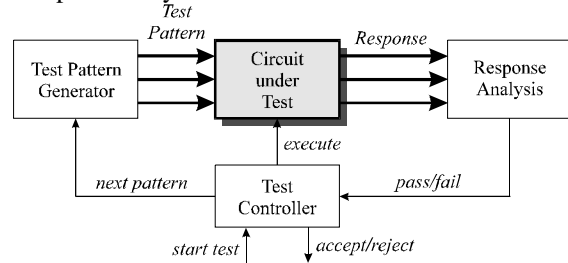 Test
Pattern
Response
Test Pattern
Generator
Circuit
under
Test
Response
Analysis
execute
next pattern
pass/fail
Test
Controller
start test
accept/reject